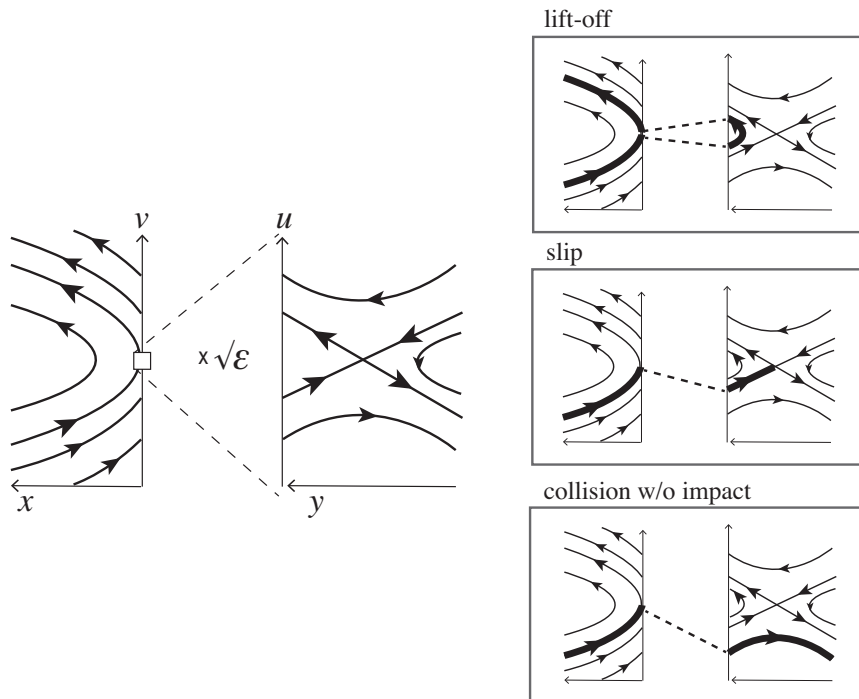 lift-off
slip
collision w/o impact
v
u
x√ε
x
y